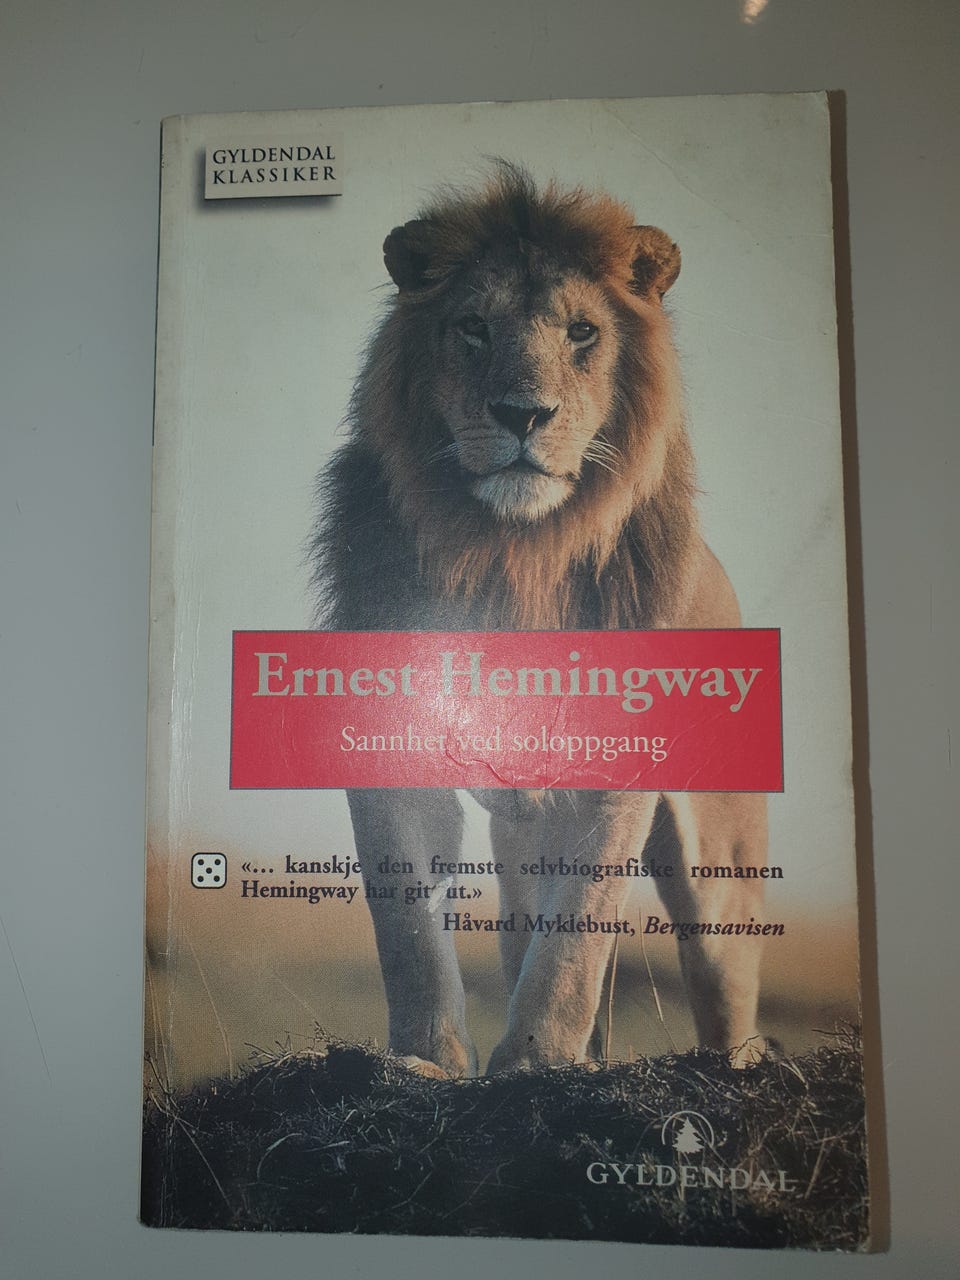 GYLDENDAL
KLASSIKER
Ernest Hemingway
Sannhet ved soloppgang
«... kanskje den fremste selvbiografiske romanen
Hemingway har gitt ut.»
Håvard Myklebust, Bergensavisen
GYLDENDAL